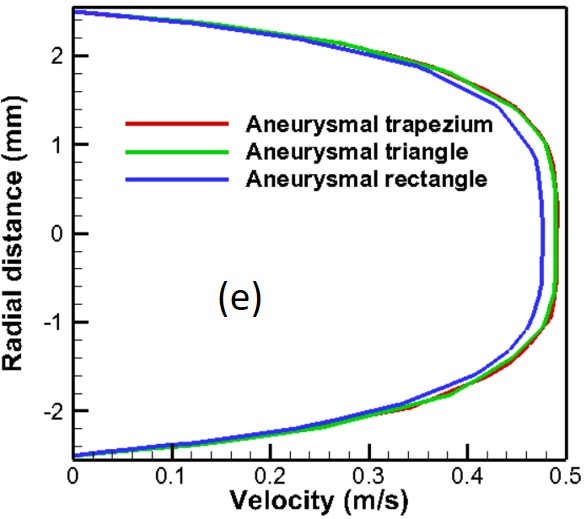 2
1
0
-1
-2
Radial distance (mm)
Aneurysmal trapezium
Aneurysmal triangle
Aneurysmal rectangle
(e)
0 0.1 0.2 0.3 0.4 0.5
Velocity (m/s)